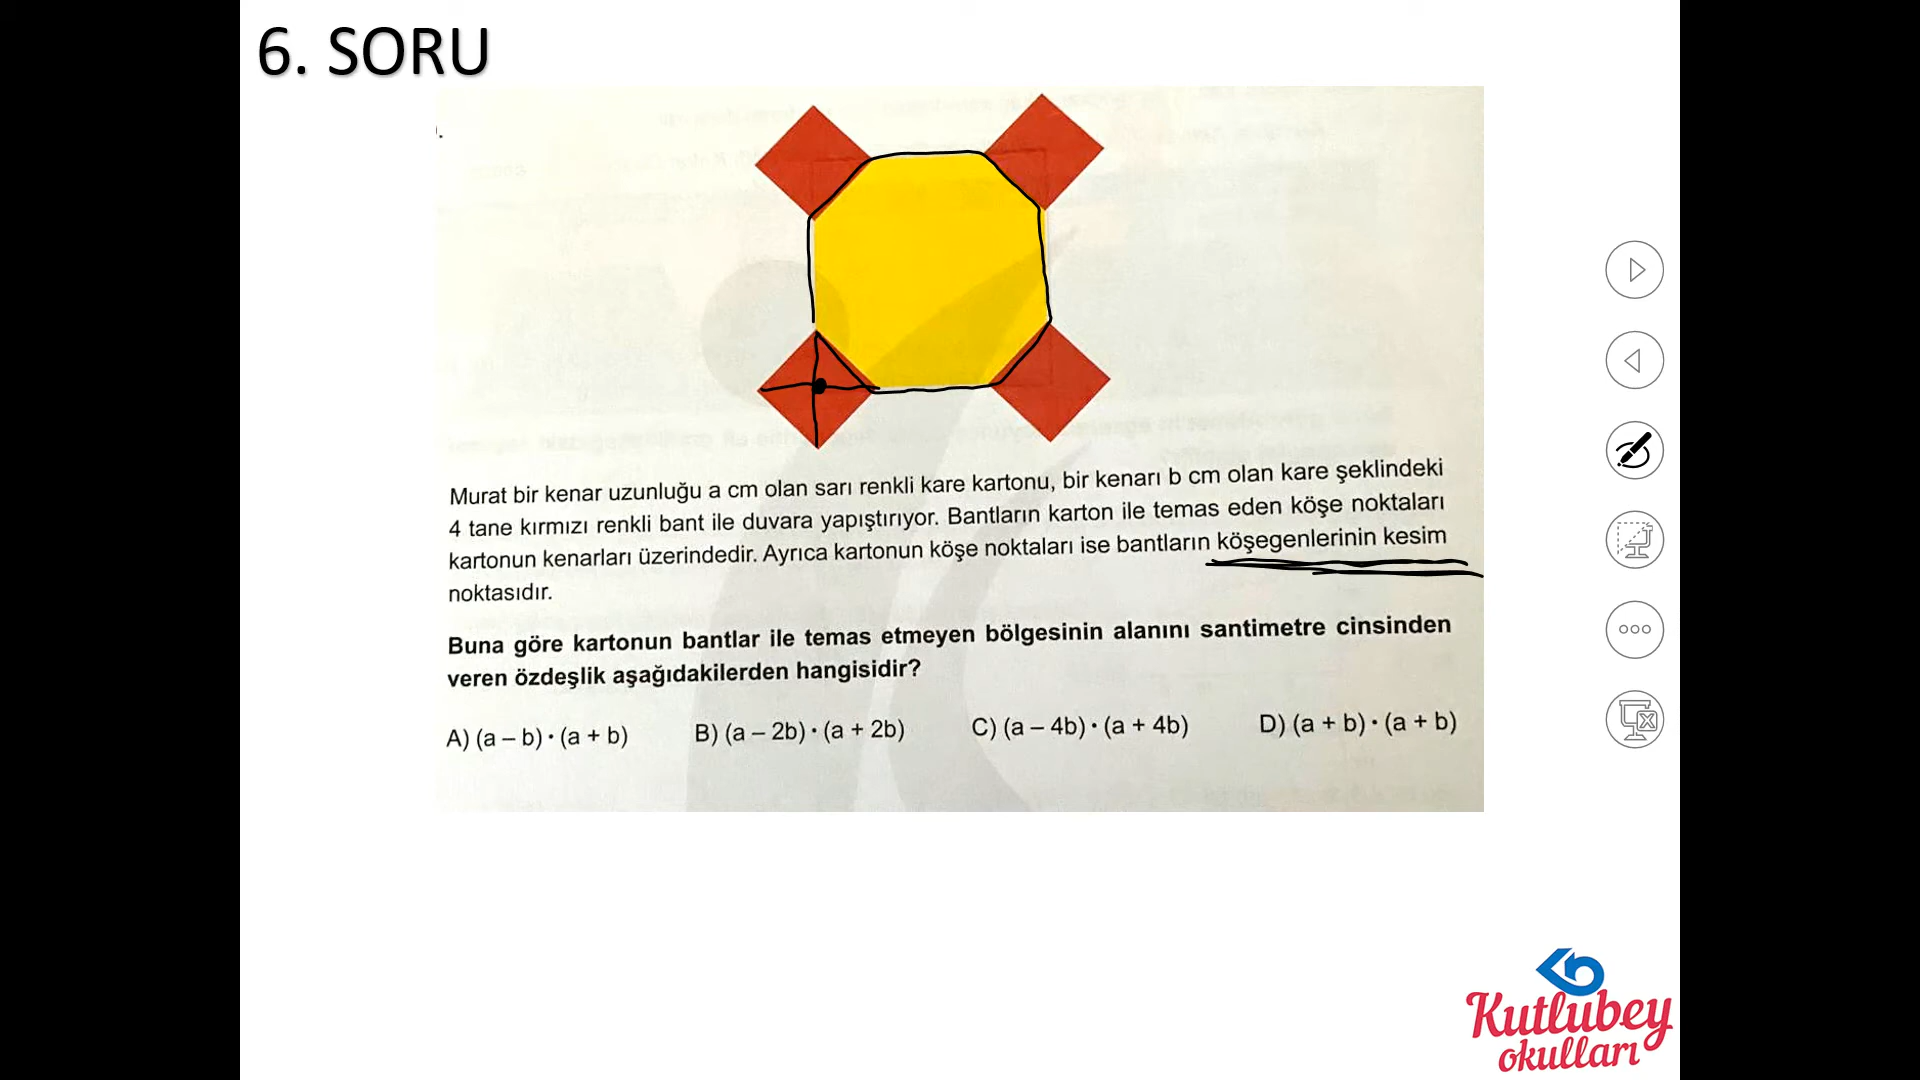 6. SORU
Murat bir kenar uzunluğu a cm olan sarı renkli kare kartonu, bir kenarı b cm olan kare şeklindeki
4 tane kırmızı renkli bant ile duvara yapıştırıyor. Bantların karton ile temas eden köşe noktaları
kartonun kenarları üzerindedir. Ayrıca kartonun köşe noktaları ise bantların köşegenlerinin kesim
noktasıdır.
Buna göre kartonun bantlar ile temas etmeyen bölgesinin alanını santimetre cinsinden
veren özdeşlik aşağıdakilerden hangisidir?
A) (a – b) · (a + b) B) (a – 2b) · (a + 2b) C) (a – 4b) · (a + 4b) D) (a + b) · (a + b)
Kutlubey
okulları